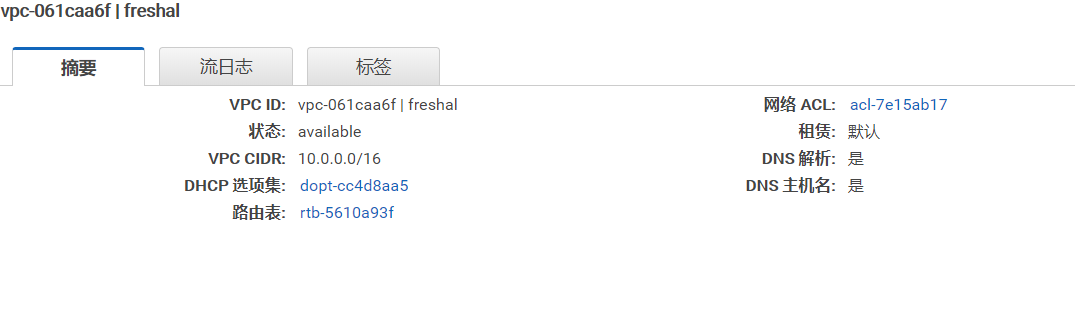 vpc-061caa6f | freshal
摘要 流日志 标签
VPC ID: vpc-061caa6f | freshal 网络 ACL: acl-7e15ab17
状态: available 租赁: 默认
VPC CIDR: 10.0.0.0/16 DNS 解析: 是
DHCP 选项集: dopt-cc4d8aa5 DNS 主机名: 是
路由表: rtb-5610a93f